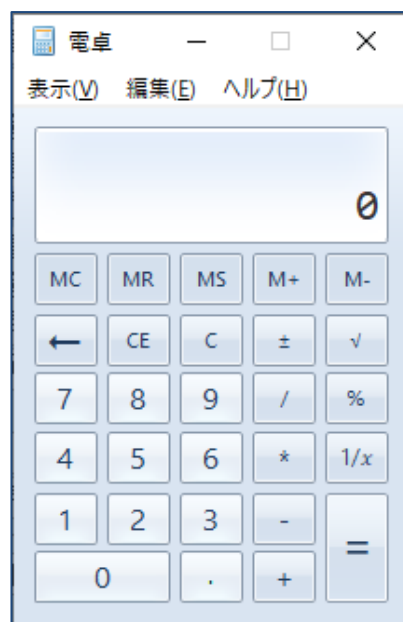 電卓
表示(V) 編集(E) ヘルプ(H)
0
MC MR MS M+ M-
← CE C ± √
7 8 9 / %
4 5 6 * 1/x
1 2 3 - =
0 . +